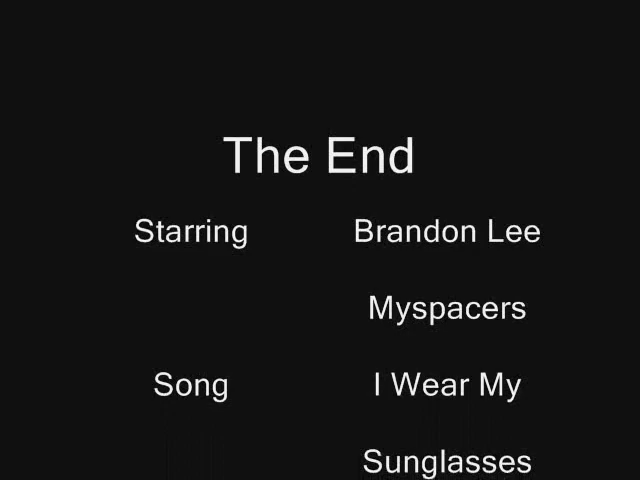 The End
Starring Brandon Lee
Myspacers
Song I Wear My
Sunglasses